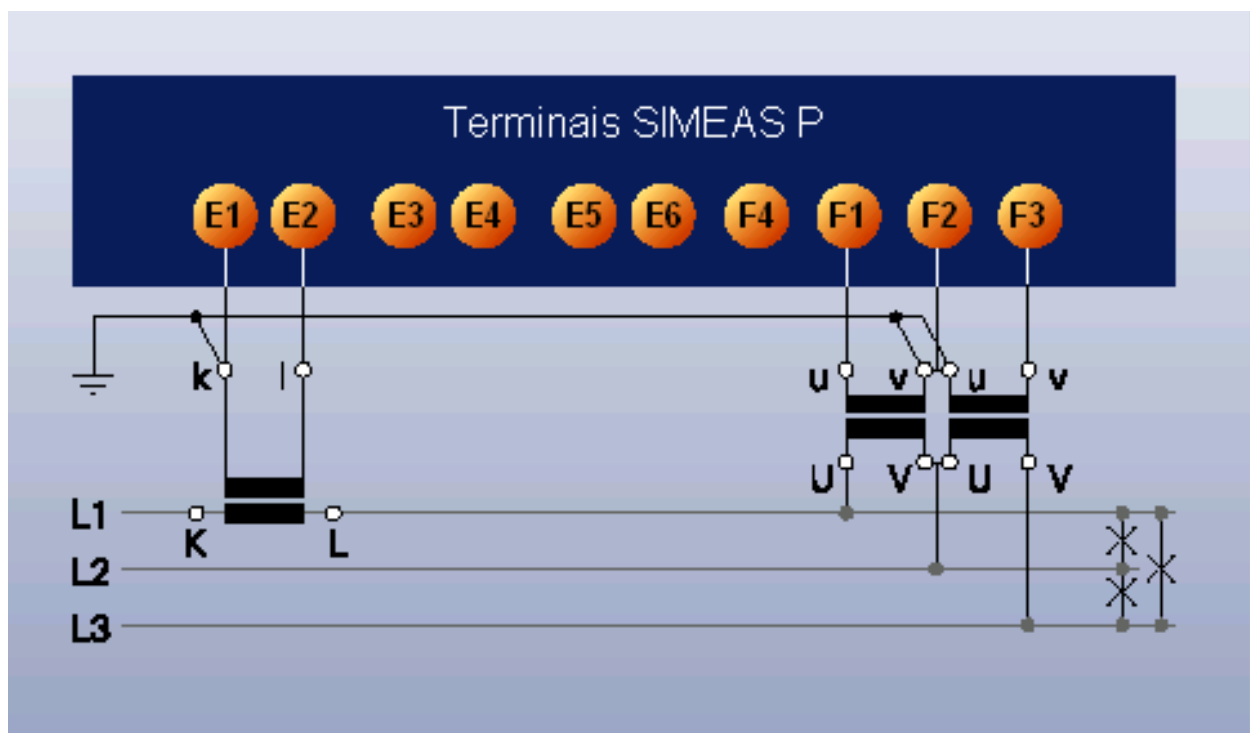 Terminais SIMEAS P
E1 E2 E3 E4 E5 E6 F4 F1 F2 F3
k l u v u v
U V U V
L1
K L
L2
L3